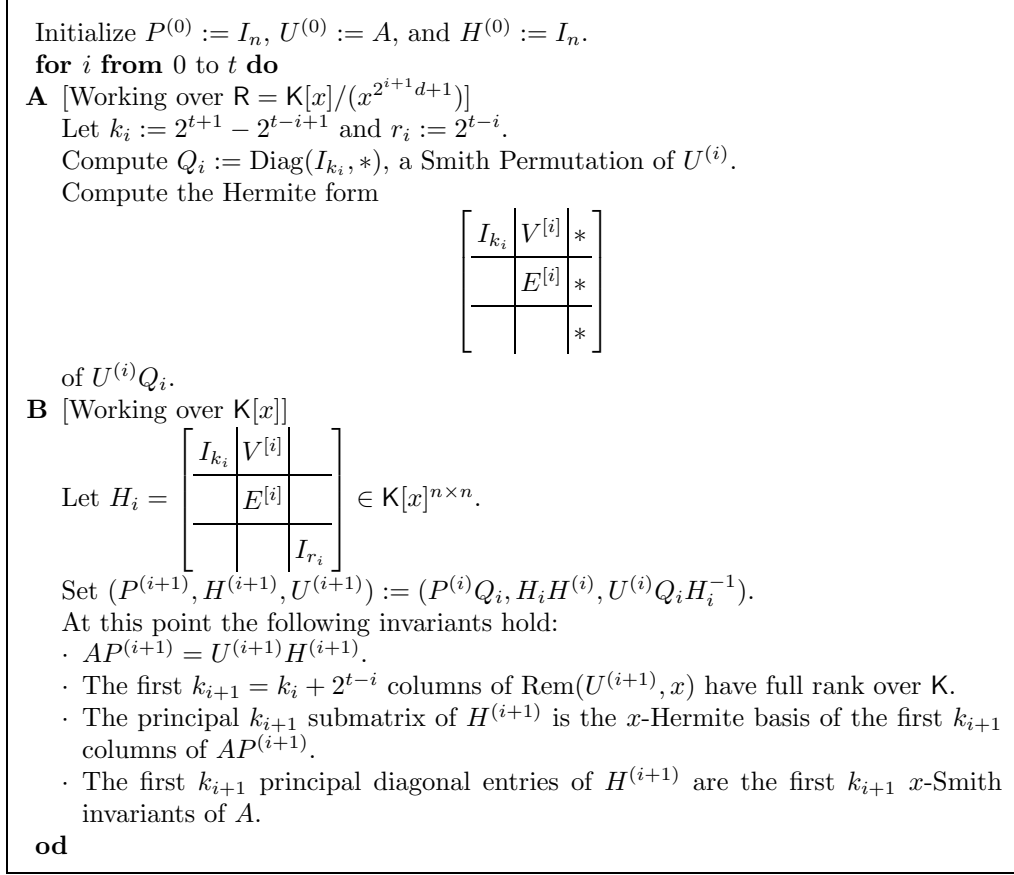 Initialize P^{(0)} := I_n, U^{(0)} := A, and H^{(0)} := I_n.
for i from 0 to t do
A [Working over R = K[x]/(x^{2^{i+1}d+1})]
Let k_i := 2^{t+1} − 2^{t−i+1} and r_i := 2^{t−i}.
Compute Q_i := Diag(I_{k_i}, ∗), a Smith Permutation of U^{(i)}.
Compute the Hermite form
I_{k_i} V^{[i]} ∗
E^{[i]} ∗
∗
of U^{(i)}Q_i.
B [Working over K[x]]
I_{k_i} V^{[i]}
Let H_i = E^{[i]} ∈ K[x]^{n×n}.
I_{r_i}
Set (P^{(i+1)}, H^{(i+1)}, U^{(i+1)}) := (P^{(i)}Q_i, H_iH^{(i)}, U^{(i)}Q_iH_i^{−1}).
At this point the following invariants hold:
· AP^{(i+1)} = U^{(i+1)}H^{(i+1)}.
· The first k_{i+1} = k_i + 2^{t−i} columns of Rem(U^{(i+1)}, x) have full rank over K.
· The principal k_{i+1} submatrix of H^{(i+1)} is the x-Hermite basis of the first k_{i+1}
columns of AP^{(i+1)}.
· The first k_{i+1} principal diagonal entries of H^{(i+1)} are the first k_{i+1} x-Smith
invariants of A.
od